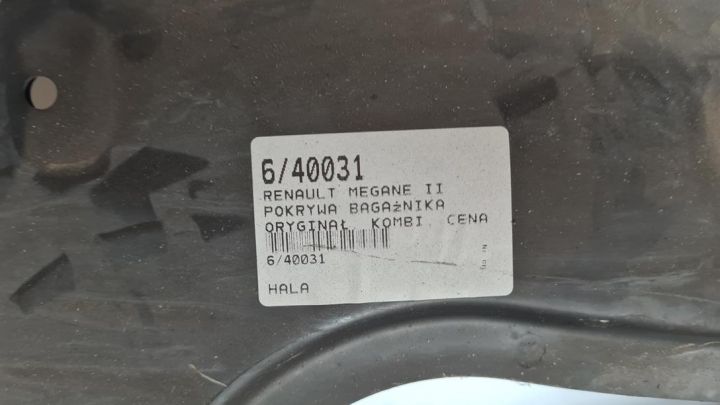 6/40031
RENAULT MEGANE II
POKRYWA BAGAŻNIKA
ORYGINAŁ KOMBI CENA
6/40031
HALA